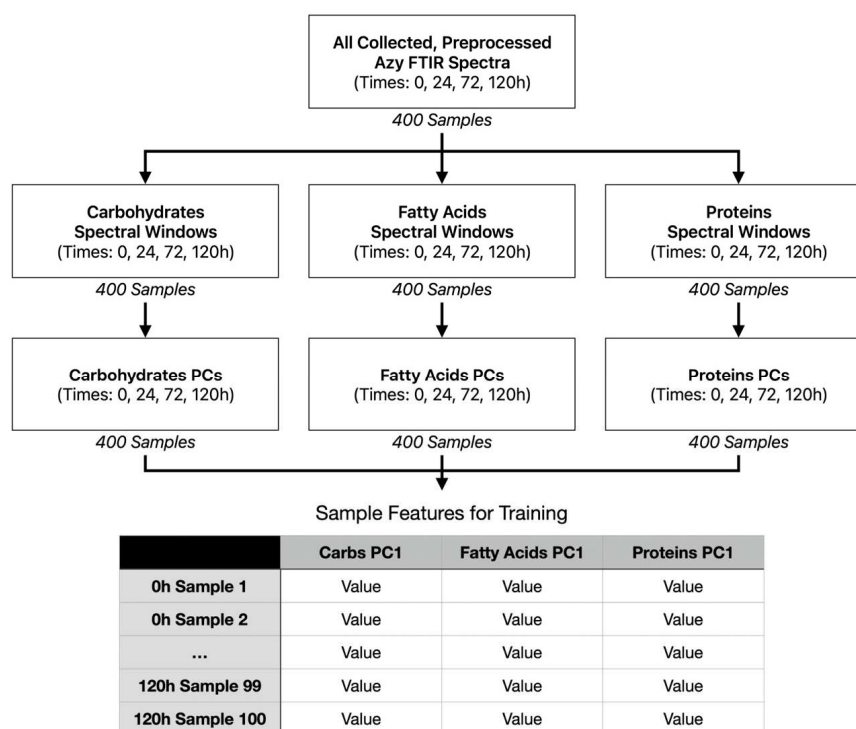 All Collected, Preprocessed
Azy FTIR Spectra
(Times: 0, 24, 72, 120h)
400 Samples
Carbohydrates
Spectral Windows
(Times: 0, 24, 72, 120h)
400 Samples
Fatty Acids
Spectral Windows
(Times: 0, 24, 72, 120h)
400 Samples
Proteins
Spectral Windows
(Times: 0, 24, 72, 120h)
400 Samples
Carbohydrates PCs
(Times: 0, 24, 72, 120h)
400 Samples
Fatty Acids PCs
(Times: 0, 24, 72, 120h)
400 Samples
Proteins PCs
(Times: 0, 24, 72, 120h)
400 Samples
Sample Features for Training
Carbs PC1 Fatty Acids PC1 Proteins PC1
0h Sample 1 Value Value Value
0h Sample 2 Value Value Value
... Value Value Value
120h Sample 99 Value Value Value
120h Sample 100 Value Value Value